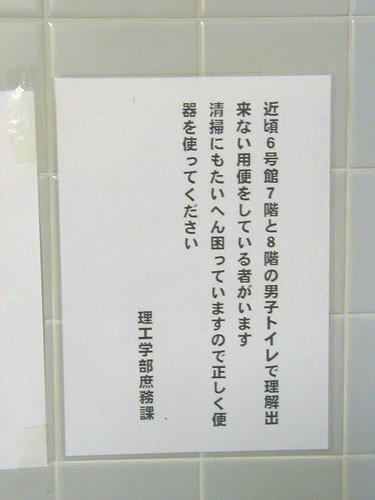 近頃6号館7階と8階の男子トイレで理解出
来ない用便をしている者がいます
清掃にもたいへん困っていますので正しく便
器を使ってください
理工学部庶務課